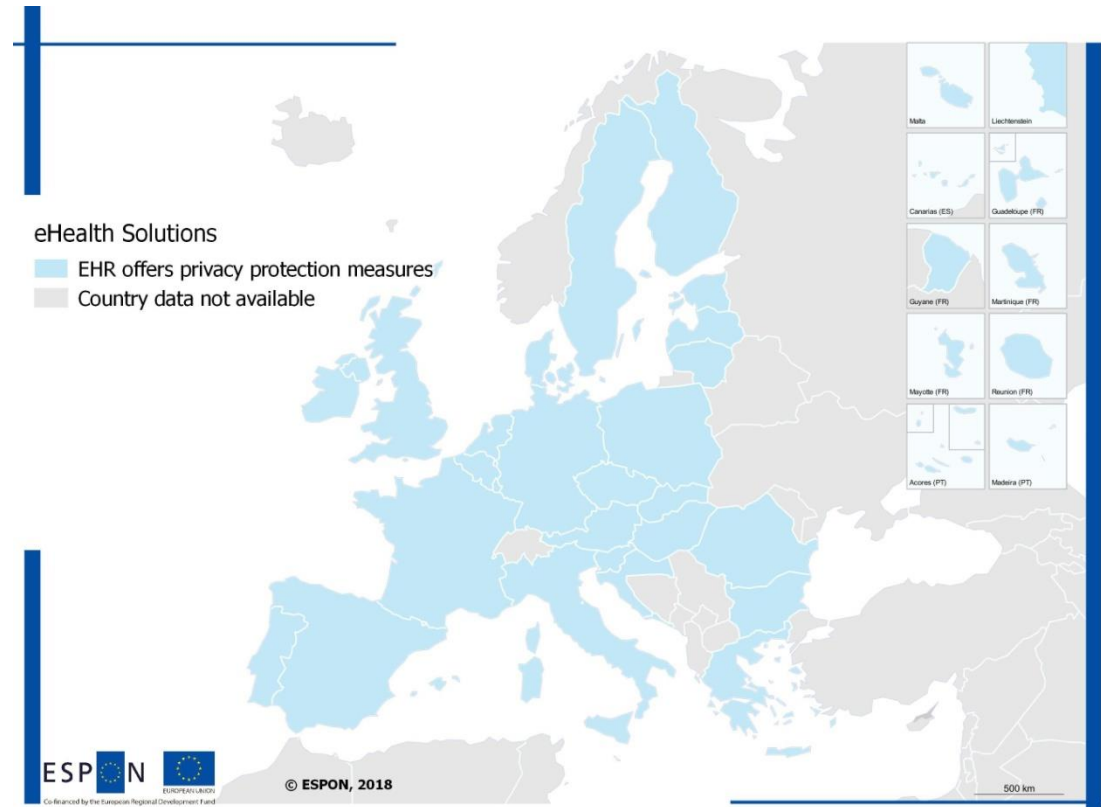 Malta
Liechtenstein
Canarias (ES)
Guadeloupe (FR)
eHealth Solutions
EHR offers privacy protection measures
Country data not available
Guyane (FR)
Martinique (FR)
Mayotte (FR)
Reunion (FR)
Acores (PT)
Madeira (PT)
ESPON
EUROPEAN UNION
Co-financed by the European Regional Development Fund
© ESPON, 2018
500 km